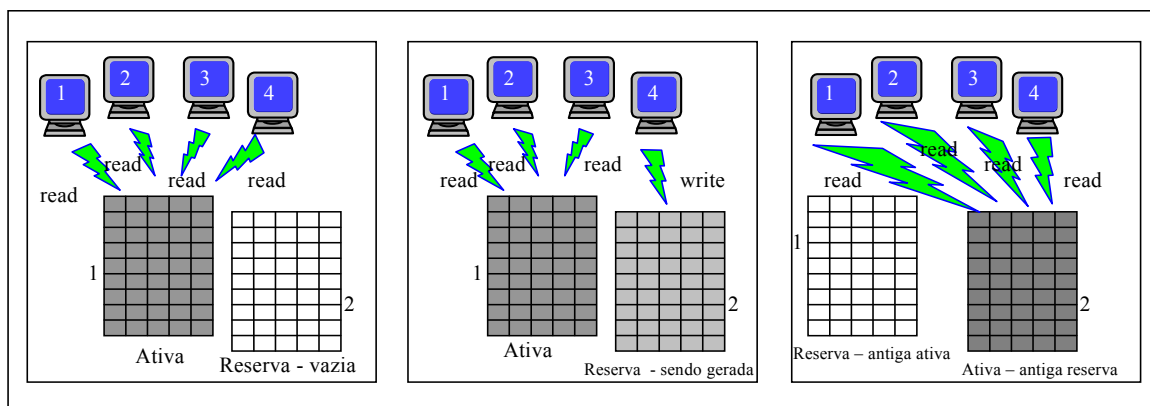 1
2
3
4
read
read
read
read
1
2
Ativa
Reserva - vazia
1
2
3
4
read
read
read
write
1
2
Ativa
Reserva - sendo gerada
1
2
3
4
read
read
read
read
1
2
Reserva – antiga ativa
Ativa – antiga reserva